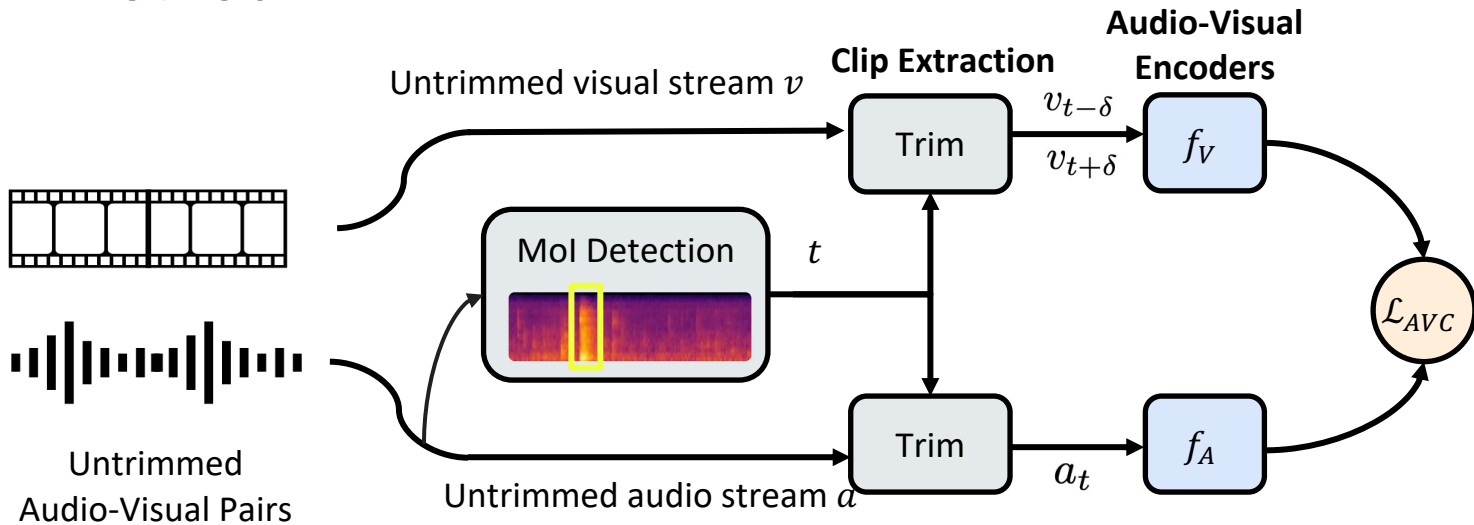 Audio-Visual
Encoders
Clip Extraction
Untrimmed visual stream v
Trim
v_{t−δ}
v_{t+δ}
f_V
MoI Detection
t
ℒ_{AVC}
Trim
a_t
f_A
Untrimmed audio stream a
Untrimmed
Audio-Visual Pairs